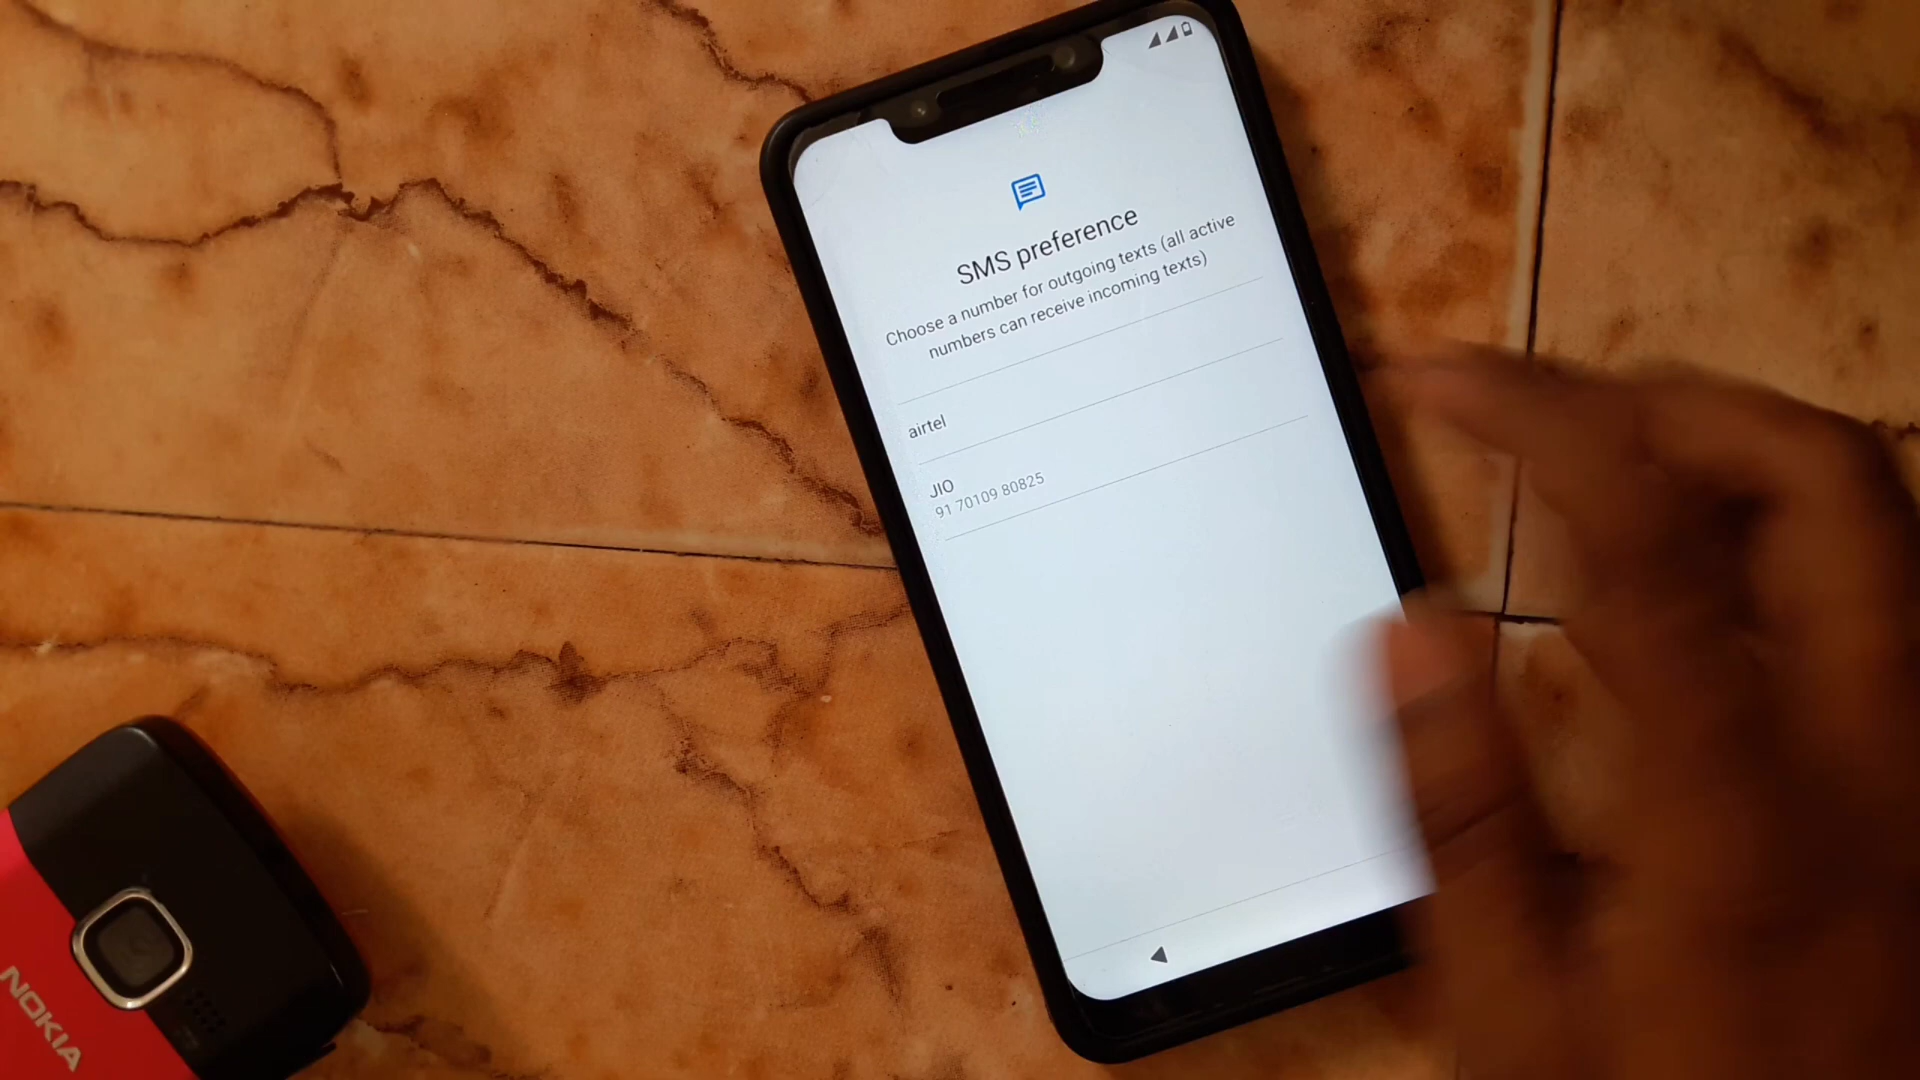 SMS preference
Choose a number for outgoing texts (all active
numbers can receive incoming texts)
airtel
JIO
91 70109 80825
NOKIA